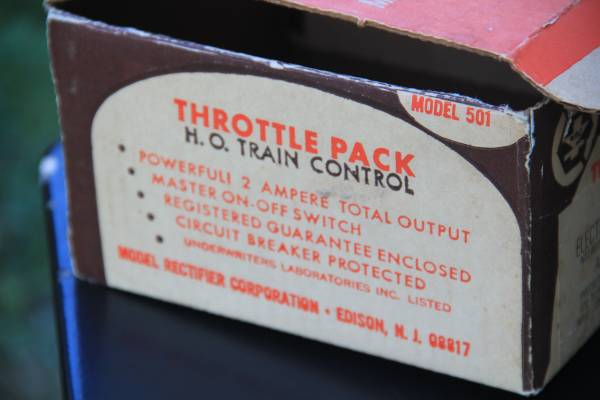 MODEL 501
THROTTLE PACK
H. O. TRAIN CONTROL
• POWERFUL! 2 AMPERE TOTAL OUTPUT
• MASTER ON-OFF SWITCH
• REGISTERED GUARANTEE ENCLOSED
• CIRCUIT BREAKER PROTECTED
• UNDERWRITERS LABORATORIES INC. LISTED
MODEL RECTIFIER CORPORATION • EDISON, N. J. 08817